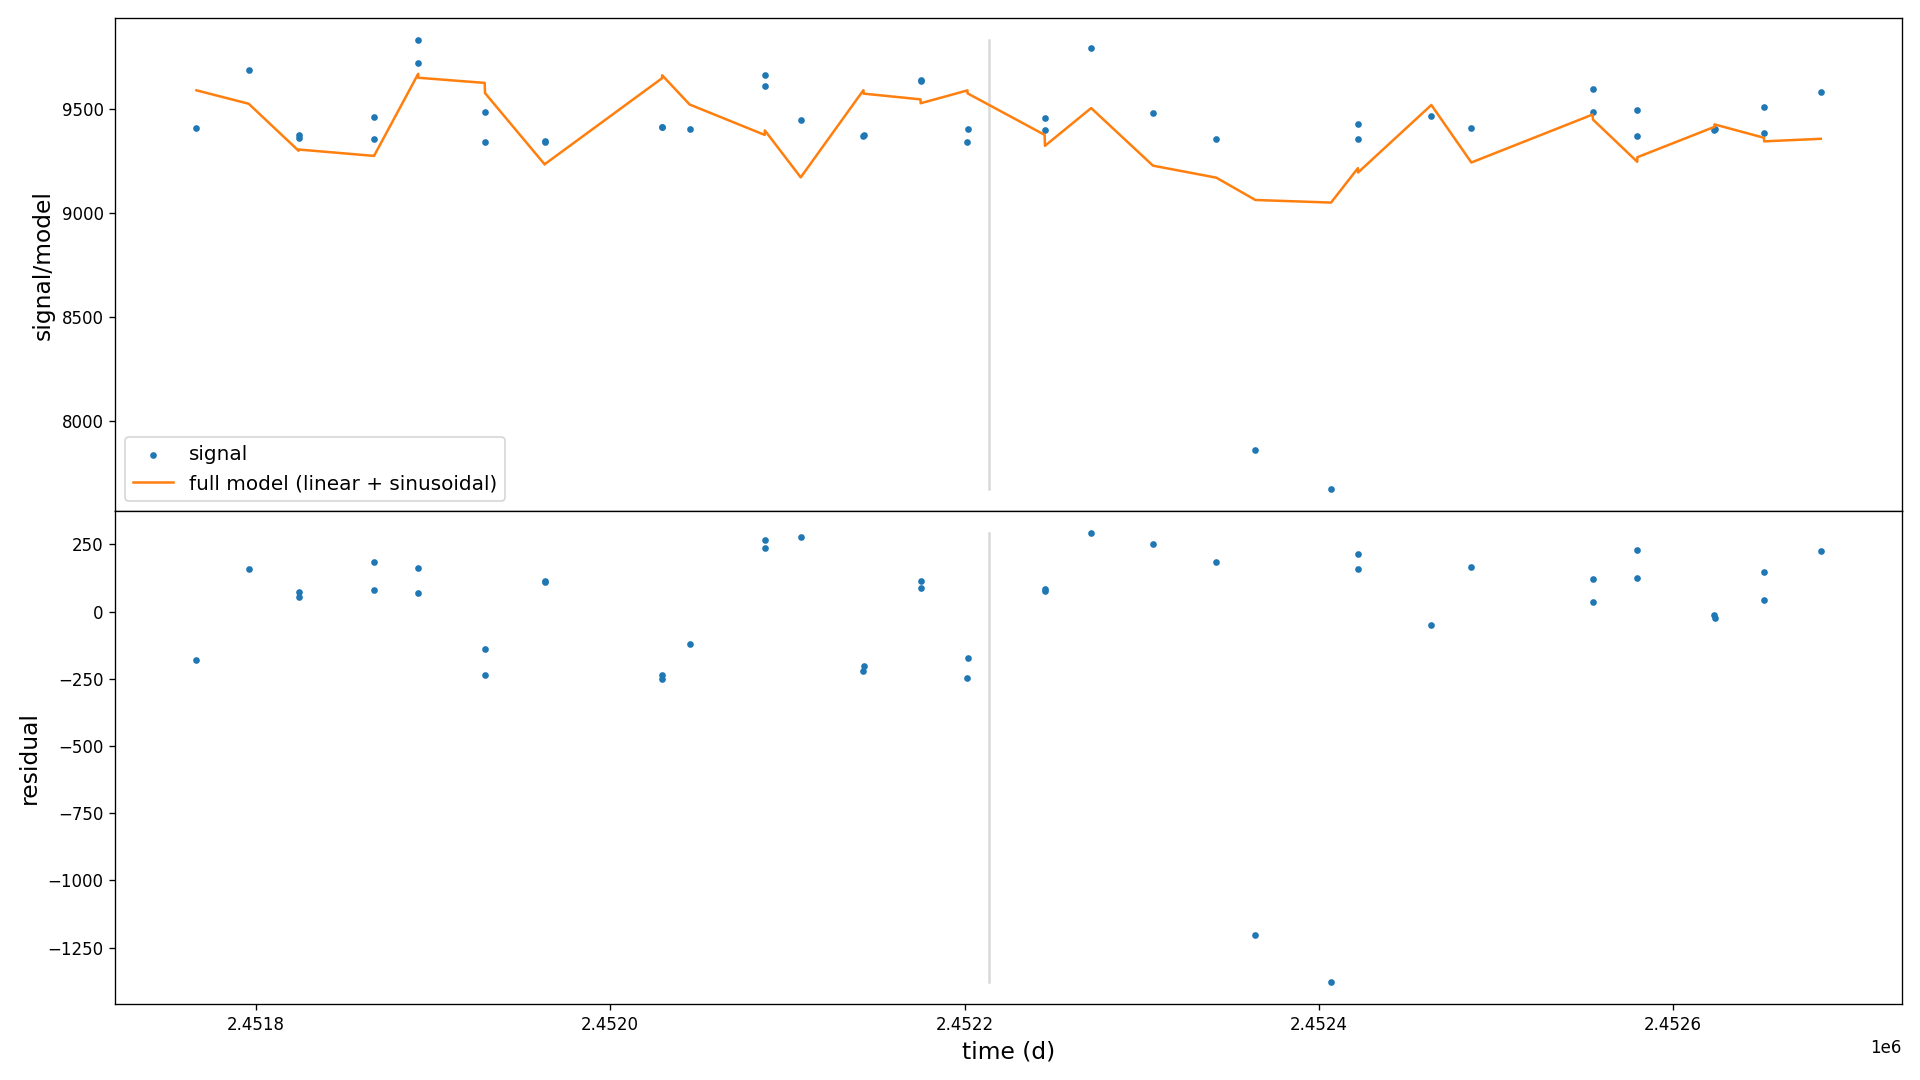 signal/model
9500
9000
8500
8000
signal
full model (linear + sinusoidal)
residual
250
0
−250
−500
−750
−1000
−1250
2.4518
2.4520
2.4522
2.4524
2.4526
time (d)
1e6